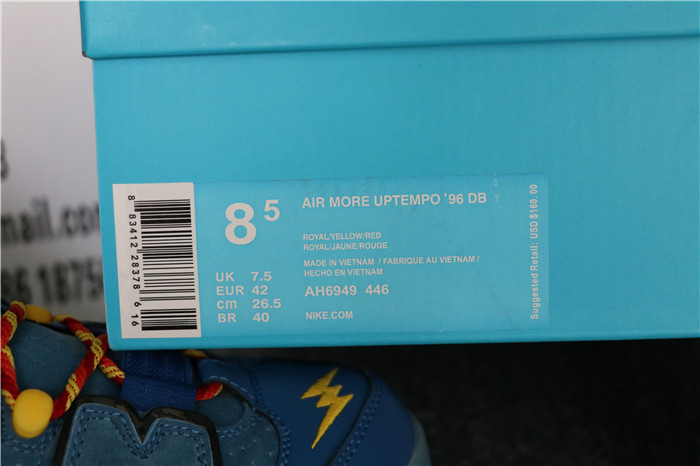 8 83412 28378 6 16
8 5
AIR MORE UPTEMPO '96 DB
ROYAL/YELLOW/RED
ROYAL/JAUNE/ROUGE
MADE IN VIETNAM / FABRIQUE AU VIETNAM /
HECHO EN VIETNAM
UK 7.5
EUR 42
cm 26.5
BR 40
AH6949 446
NIKE.COM
Suggested Retail: USD $160.00
mail.com